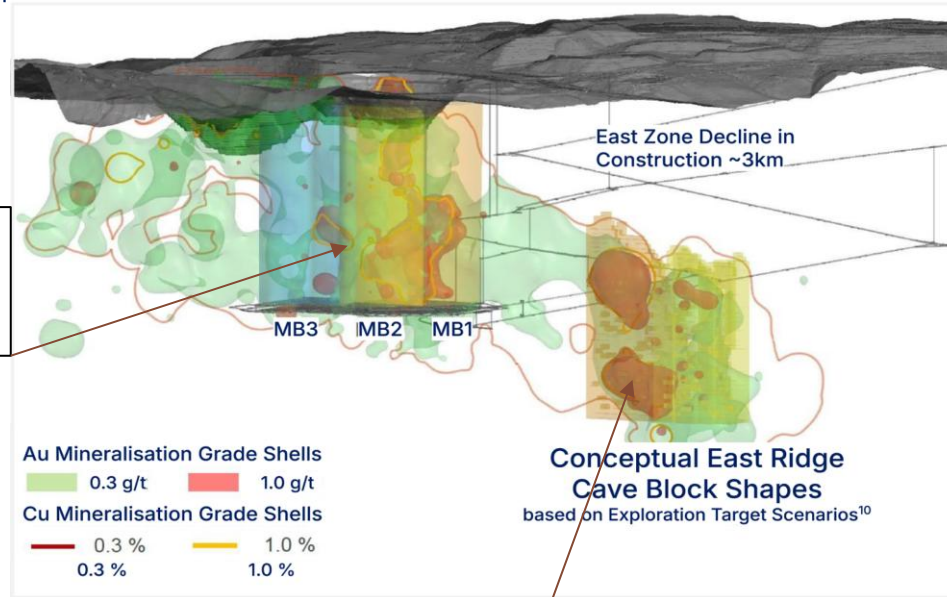 East Zone Decline in
Construction ~3km
MB3
MB2
MB1
Au Mineralisation Grade Shells
0.3 g/t 1.0 g/t
Cu Mineralisation Grade Shells
0.3 % 1.0 %
0.3 % 1.0 %
Conceptual East Ridge
Cave Block Shapes
based on Exploration Target Scenarios¹⁰